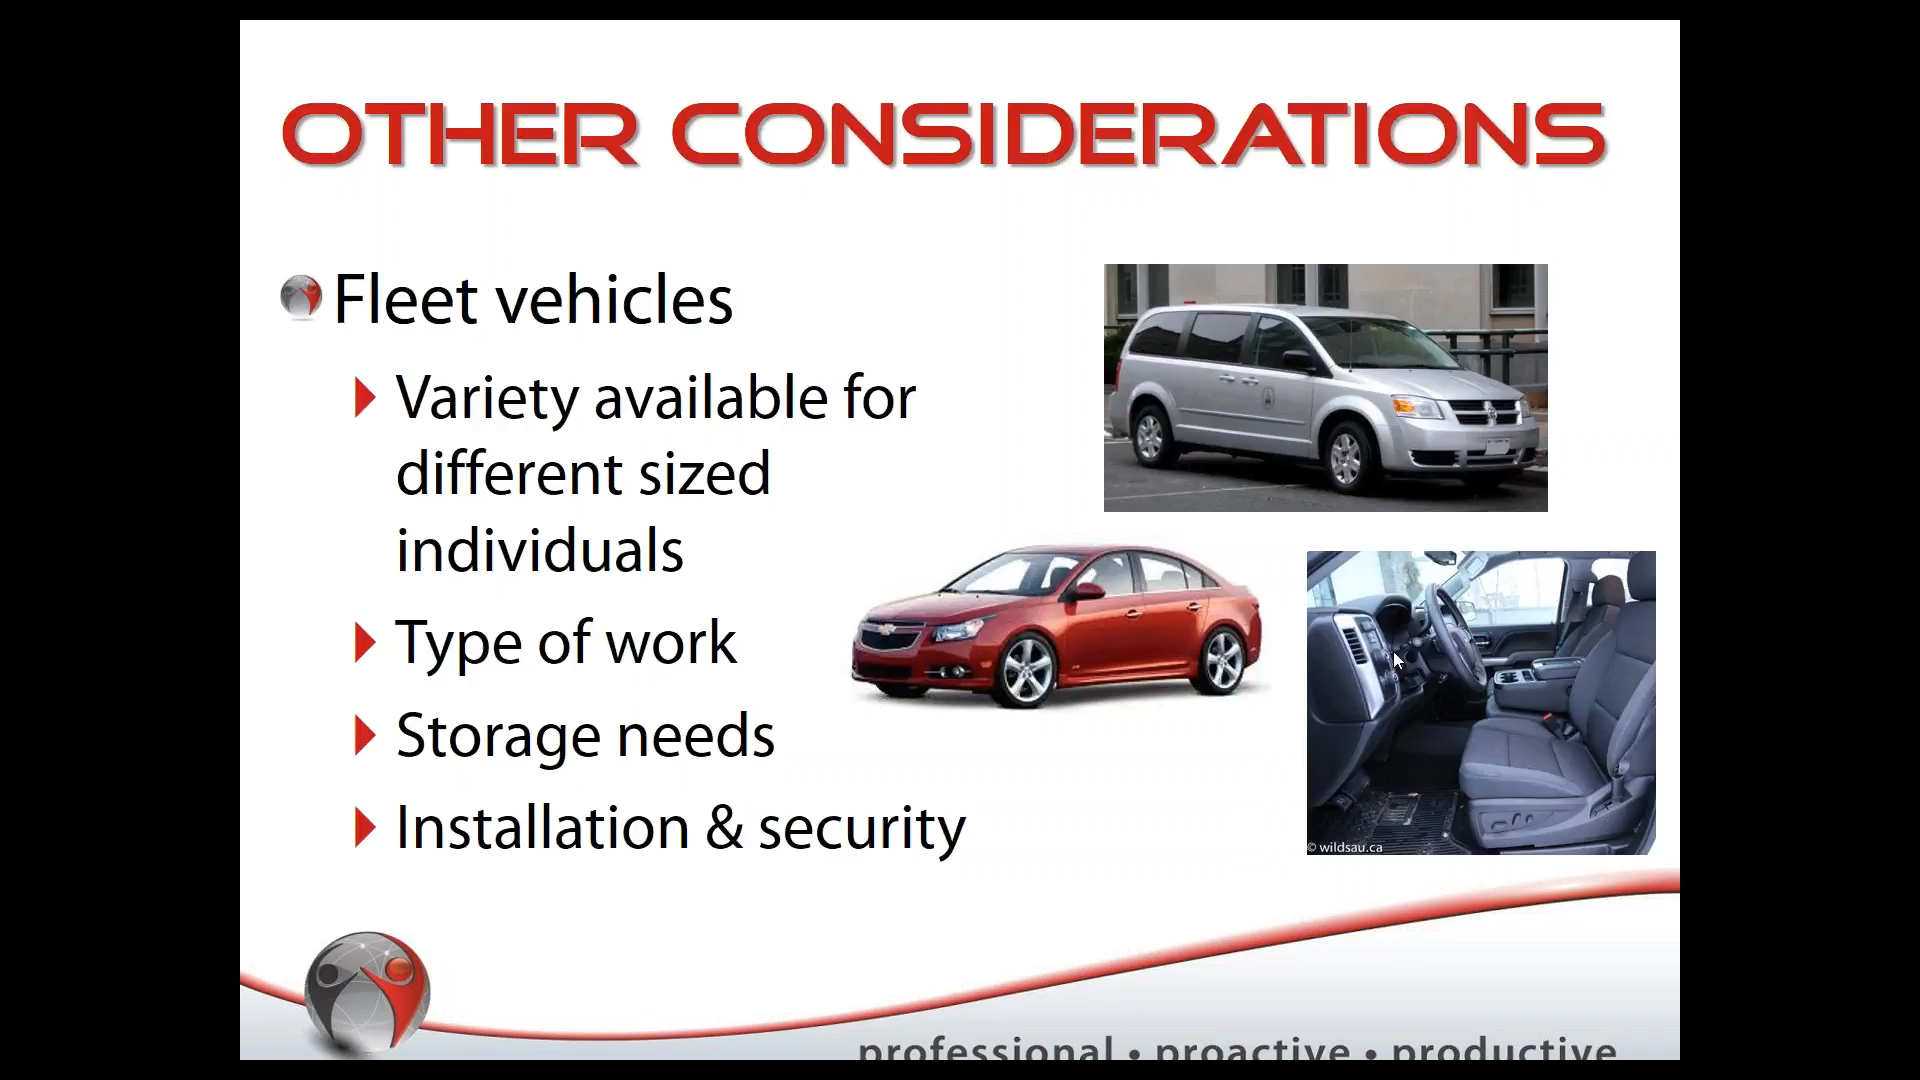 OTHER CONSIDERATIONS
Fleet vehicles
Variety available for
different sized
individuals
Type of work
Storage needs
Installation & security
© wildsau.ca
professional • proactive • productive